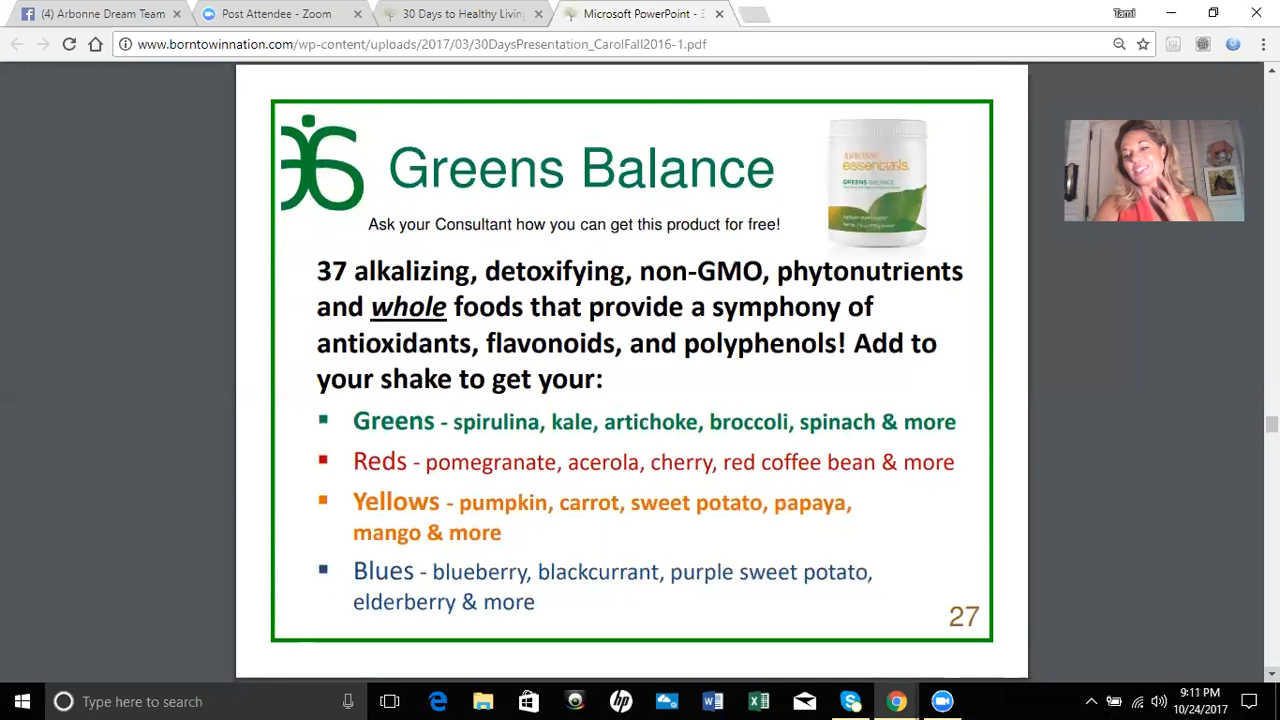 (4) Arbonne Dream Team
Post Attendee - Zoom
30 Days to Healthy Living
Microsoft PowerPoint - 3
Tami
www.borntowinnation.com/wp-content/uploads/2017/03/30DaysPresentation_CarolFall2016-1.pdf
Greens Balance
ARBONNE
essentials.
GREENS BALANCE
Ask your Consultant how you can get this product for free!
37 alkalizing, detoxifying, non-GMO, phytonutrients
and whole foods that provide a symphony of
antioxidants, flavonoids, and polyphenols! Add to
your shake to get your:
Greens - spirulina, kale, artichoke, broccoli, spinach & more
Reds - pomegranate, acerola, cherry, red coffee bean & more
Yellows - pumpkin, carrot, sweet potato, papaya,
mango & more
Blues - blueberry, blackcurrant, purple sweet potato,
elderberry & more
27
Type here to search
9:11 PM
10/24/2017